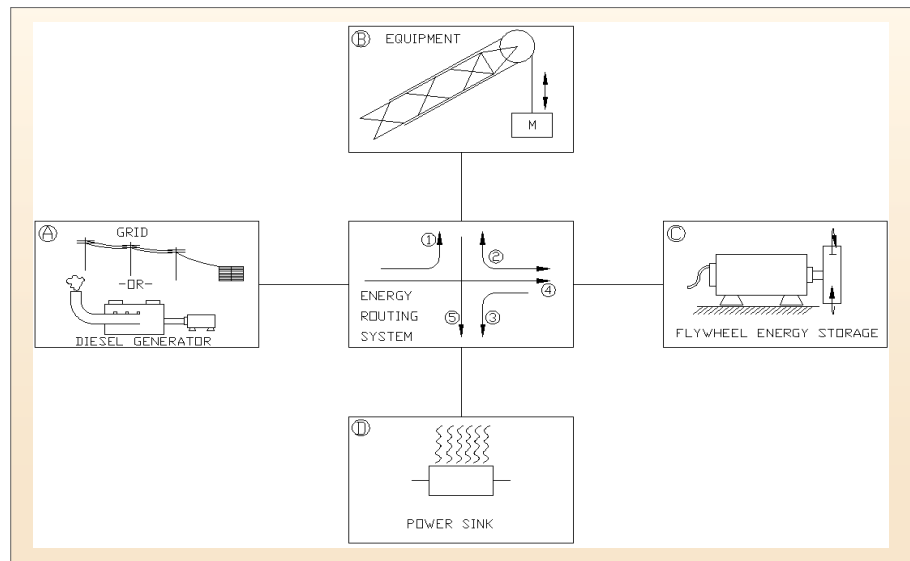 B EQUIPMENT
M
A
GRID
-OR-
DIESEL GENERATOR
1
2
4
ENERGY
ROUTING
SYSTEM
5
3
C
FLYWHEEL ENERGY STORAGE
D
POWER SINK